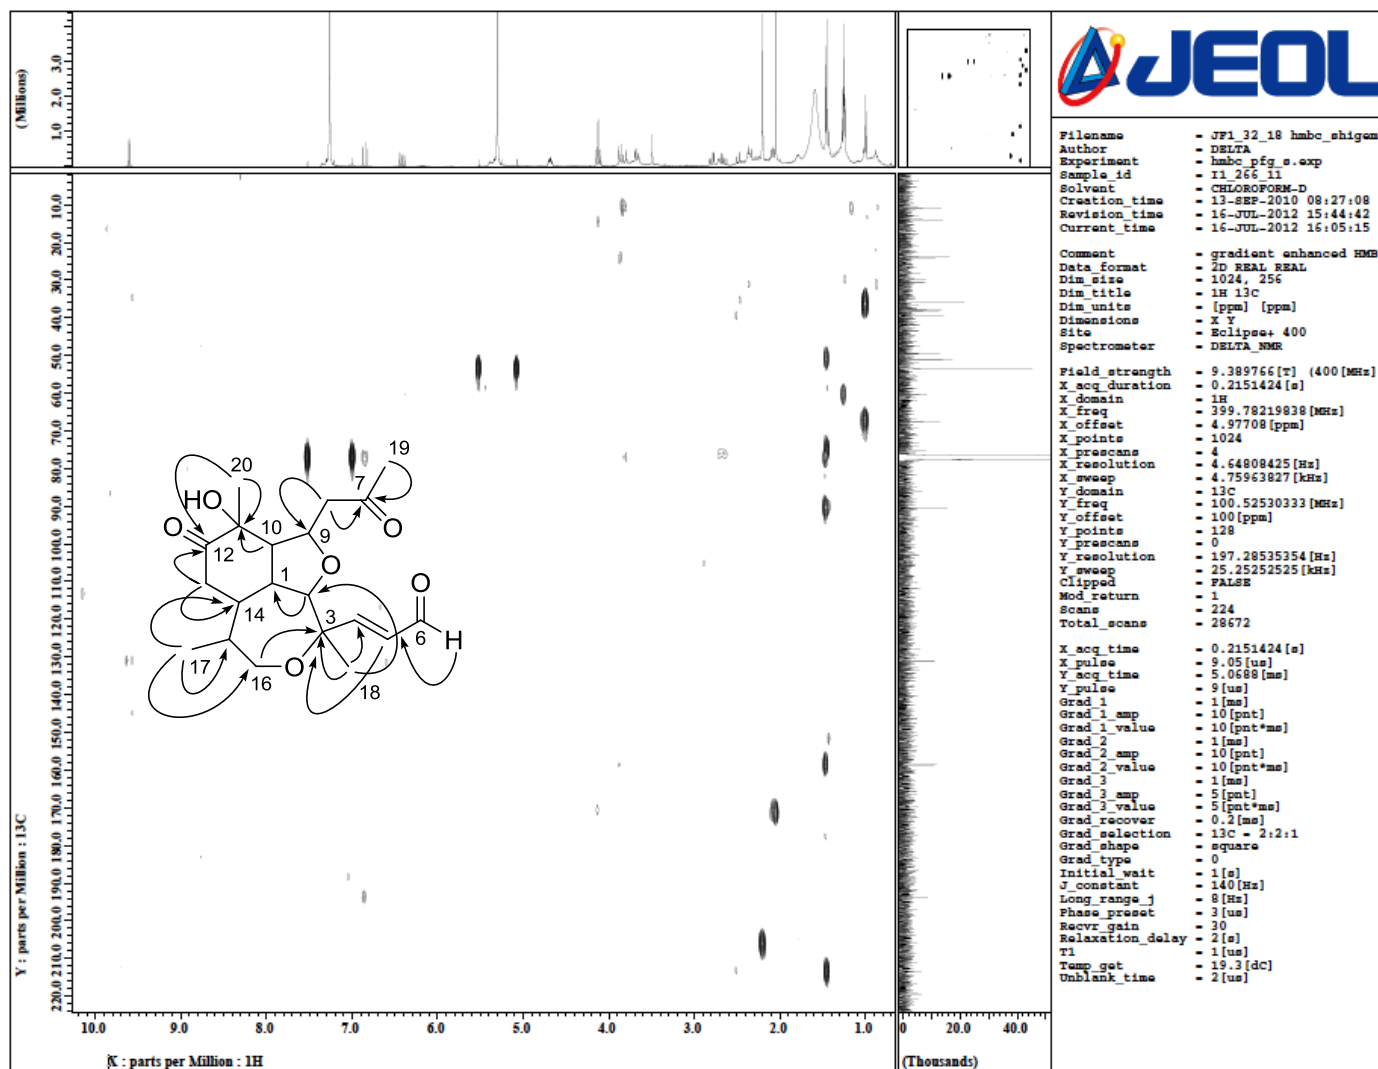 JEOL
(Millions)
3.0
2.0
1.0
Filename - JF1_32_18 hmbc_shigem
Author - DELTA
Experiment - hmbc_pfg_s.exp
Sample_id - I1_266_11
Solvent - CHLOROFORM-D
Creation_time - 13-SEP-2010 08:27:08
Revision_time - 16-JUL-2012 15:44:42
Current_time - 16-JUL-2012 16:05:15
Comment - gradient enhanced HMB
Data_format - 2D REAL REAL
Dim_size - 1024, 256
Dim_title - 1H 13C
Dim_units - [ppm] [ppm]
Dimensions - X Y
Site - Eclipse+ 400
Spectrometer - DELTA_NMR
Field_strength - 9.389766[T] (400[MHz]
X_acq_duration - 0.2151424[s]
X_domain - 1H
X_freq - 399.78219838[MHz]
X_offset - 4.97708[ppm]
X_points - 1024
X_prescans - 4
X_resolution - 4.64808425[Hz]
X_sweep - 4.75963827[kHz]
Y_domain - 13C
Y_freq - 100.52530333[MHz]
Y_offset - 100[ppm]
Y_points - 128
Y_prescans - 0
Y_resolution - 197.28535354[Hz]
Y_sweep - 25.25252525[kHz]
Clipped - FALSE
Mod_return - 1
Scans - 224
Total_scans - 28672
X_acq_time - 0.2151424[s]
X_pulse - 9.05[us]
Y_acq_time - 5.0688[ms]
Y_pulse - 9[us]
Grad_1 - 1[ms]
Grad_1_amp - 10[pnt]
Grad_1_value - 10[pnt*ms]
Grad_2 - 1[ms]
Grad_2_amp - 10[pnt]
Grad_2_value - 10[pnt*ms]
Grad_3 - 1[ms]
Grad_3_amp - 5[pnt]
Grad_3_value - 5[pnt*ms]
Grad_recover - 0.2[ms]
Grad_selection - 13C - 2:2:1
Grad_shape - square
Grad_type - 0
Initial_wait - 1[s]
J_constant - 140[Hz]
Long_range_j - 8[Hz]
Phase_preset - 3[us]
Recvr_gain - 30
Relaxation_delay - 2[s]
T1 - 1[us]
Temp_get - 19.3[dC]
Unblank_time - 2[us]
10.0
20.0
30.0
40.0
50.0
60.0
70.0
80.0
90.0
100.0
110.0
120.0
130.0
140.0
150.0
160.0
170.0
180.0
190.0
200.0
210.0
220.0
Y : parts per Million : 13C
20
19
HO
7
O
O
10
9
12
O
1
O
14
3
6
H
17
16
O
18
10.0 9.0 8.0 7.0 6.0 5.0 4.0 3.0 2.0 1.0
0 20.0 40.0
X : parts per Million : 1H
(Thousands)